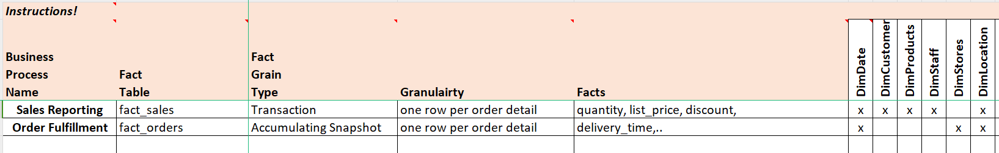 Instructions!
Business
Process
Name
Fact
Table
Fact
Grain
Type
Granulairty
Facts
DimDate
DimCustomer
DimProducts
DimStaff
DimStores
DimLocation
Sales Reporting fact_sales Transaction one row per order detail quantity, list_price, discount, x x x x x
Order Fulfillment fact_orders Accumulating Snapshot one row per order detail delivery_time,.. x x x